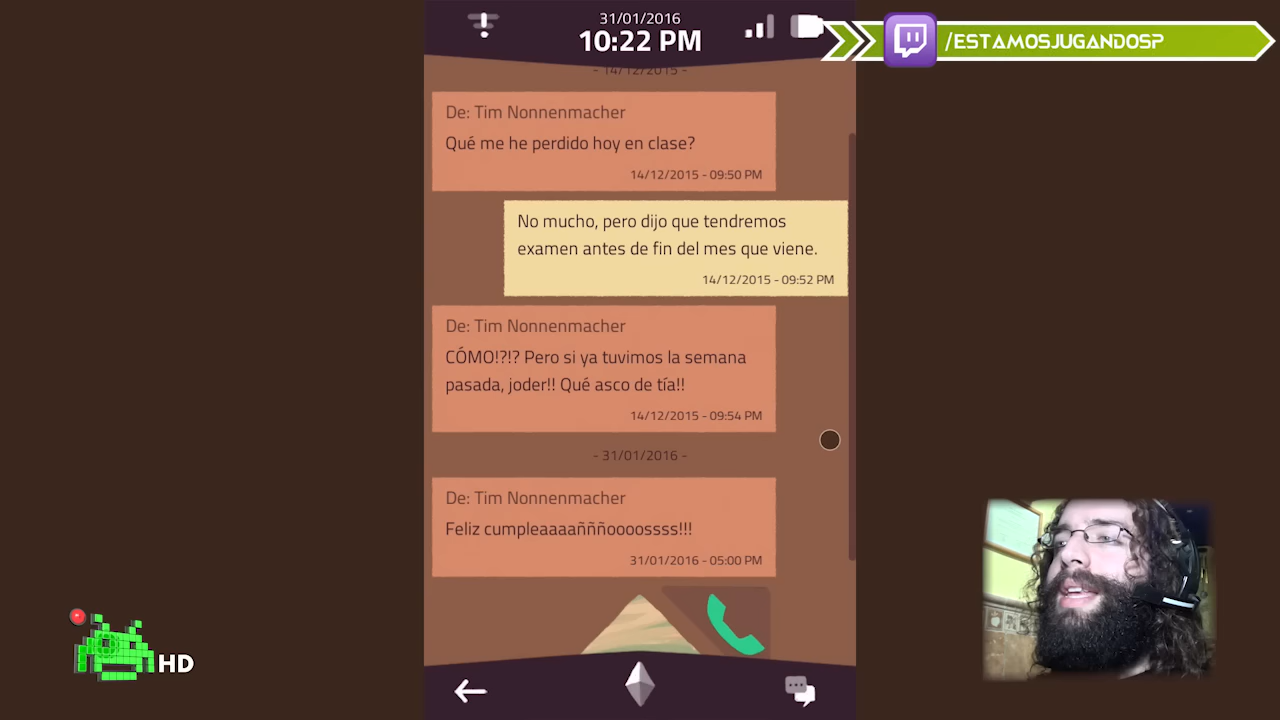 31/01/2016
10:22 PM
/ESTAMOSJUGANDOSP
- 14/12/2015 -
De: Tim Nonnenmacher
Qué me he perdido hoy en clase?
14/12/2015 - 09:50 PM
No mucho, pero dijo que tendremos
examen antes de fin del mes que viene.
14/12/2015 - 09:52 PM
De: Tim Nonnenmacher
CÓMO!?!? Pero si ya tuvimos la semana
pasada, joder!! Qué asco de tía!!
14/12/2015 - 09:54 PM
- 31/01/2016 -
De: Tim Nonnenmacher
Feliz cumpleaaaañññoooossss!!!
31/01/2016 - 05:00 PM
HD